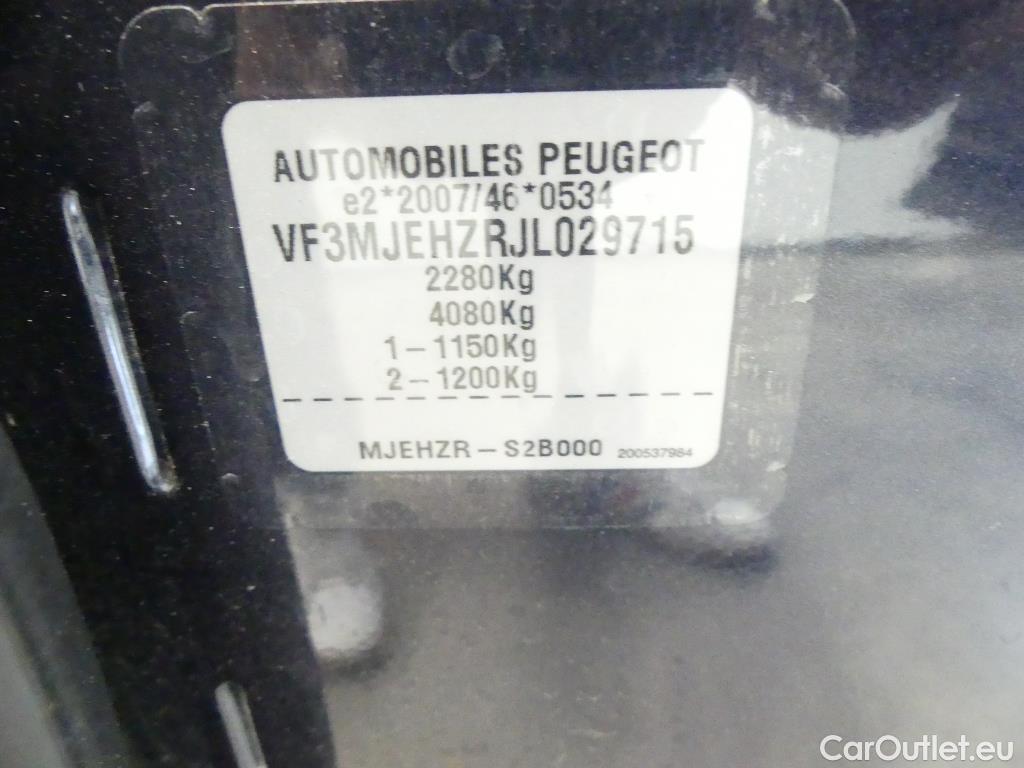 AUTOMOBILES PEUGEOT
e2*2007/46*0534
VF3MJEHZRJL029715
2280Kg
4080Kg
1-1150Kg
2-1200Kg
MJEHZR-S2B000 200537984
CarOutlet.eu